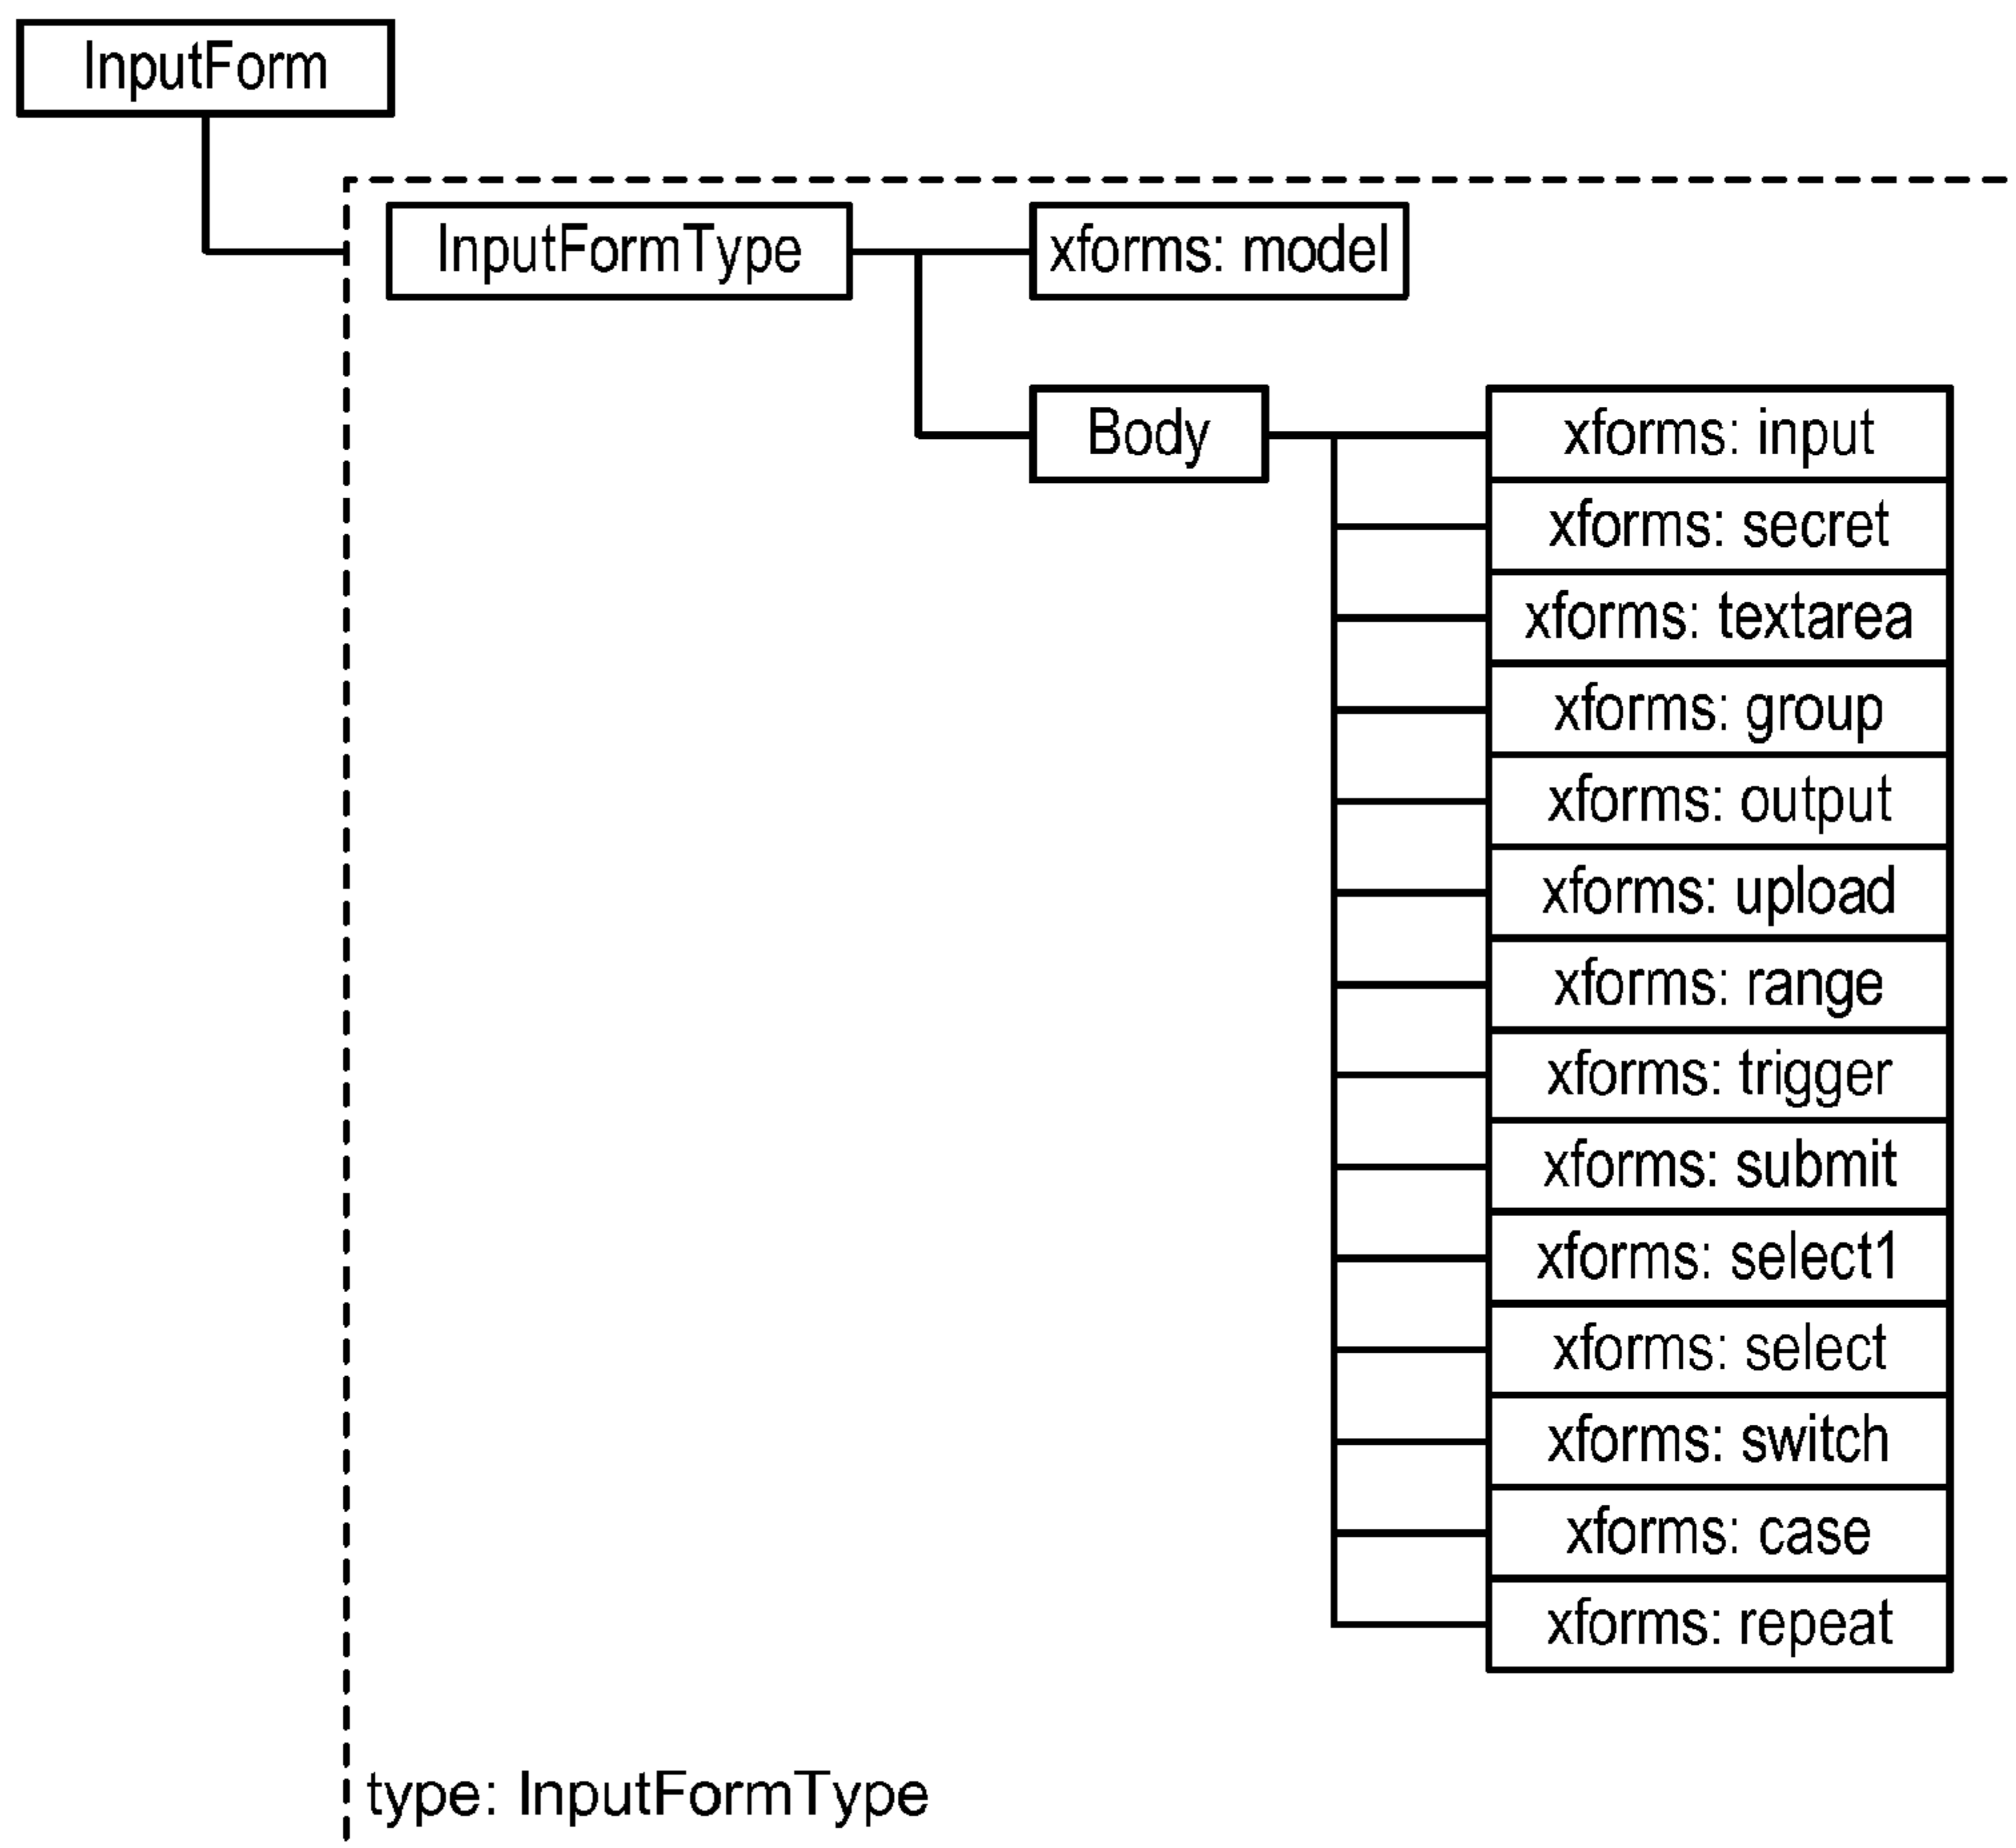 InputForm
InputFormType
xforms: model
Body
xforms: input
xforms: secret
xforms: textarea
xforms: group
xforms: output
xforms: upload
xforms: range
xforms: trigger
xforms: submit
xforms: select1
xforms: select
xforms: switch
xforms: case
xforms: repeat
type: InputFormType